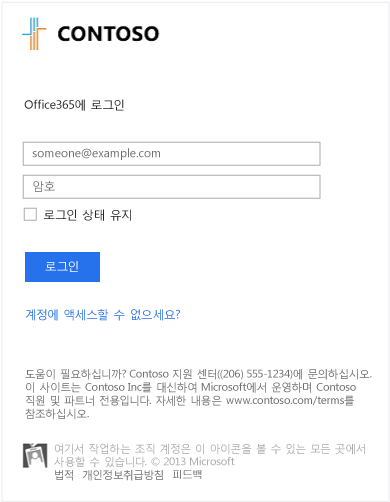 CONTOSO
Office365에 로그인
someone@example.com
암호
로그인 상태 유지
로그인
계정에 액세스할 수 없으세요?
도움이 필요하십니까? Contoso 지원 센터((206) 555-1234)에 문의하십시오.
이 사이트는 Contoso Inc를 대신하여 Microsoft에서 운영하며 Contoso
직원 및 파트너 전용입니다. 자세한 내용은 www.contoso.com/terms를
참조하십시오.
여기서 작업하는 조직 계정은 이 아이콘을 볼 수 있는 모든 곳에서
사용할 수 있습니다. © 2013 Microsoft
법적 개인정보취급방침 피드백